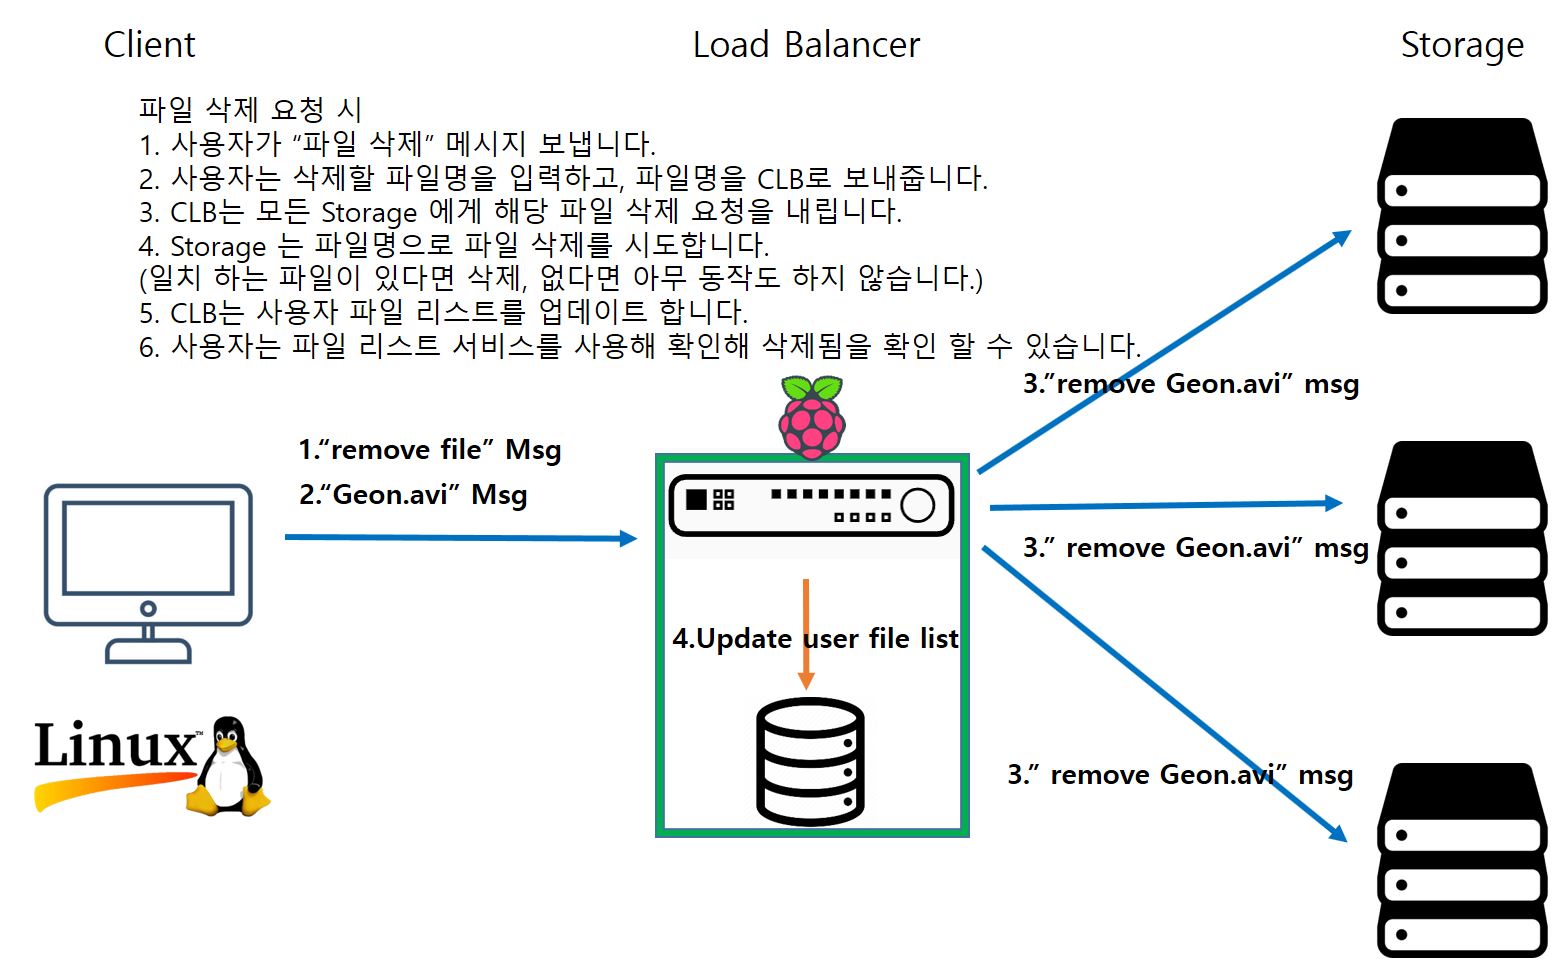 Client
Load Balancer
Storage
파일 삭제 요청 시
1. 사용자가 “파일 삭제” 메시지 보냅니다.
2. 사용자는 삭제할 파일명을 입력하고, 파일명을 CLB로 보내줍니다.
3. CLB는 모든 Storage 에게 해당 파일 삭제 요청을 내립니다.
4. Storage 는 파일명으로 파일 삭제를 시도합니다.
(일치 하는 파일이 있다면 삭제, 없다면 아무 동작도 하지 않습니다.)
5. CLB는 사용자 파일 리스트를 업데이트 합니다.
6. 사용자는 파일 리스트 서비스를 사용해 확인해 삭제됨을 확인 할 수 있습니다.
3.”remove Geon.avi” msg
1.“remove file” Msg
2.“Geon.avi” Msg
3.” remove Geon.avi” msg
4.Update user file list
Linux™
3.” remove Geon.avi” msg